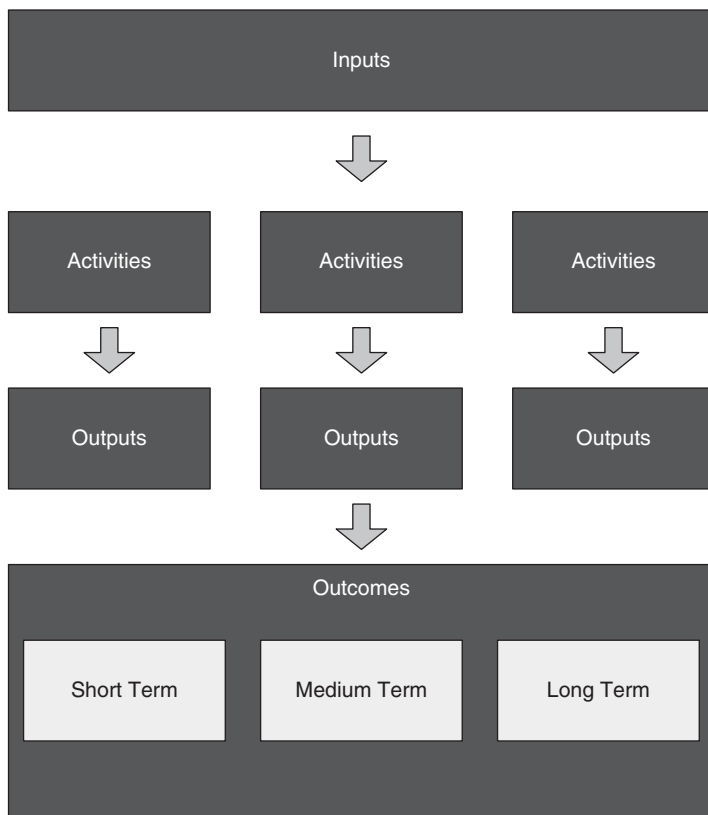 Inputs
Activities
Activities
Activities
Outputs
Outputs
Outputs
Outcomes
Short Term
Medium Term
Long Term